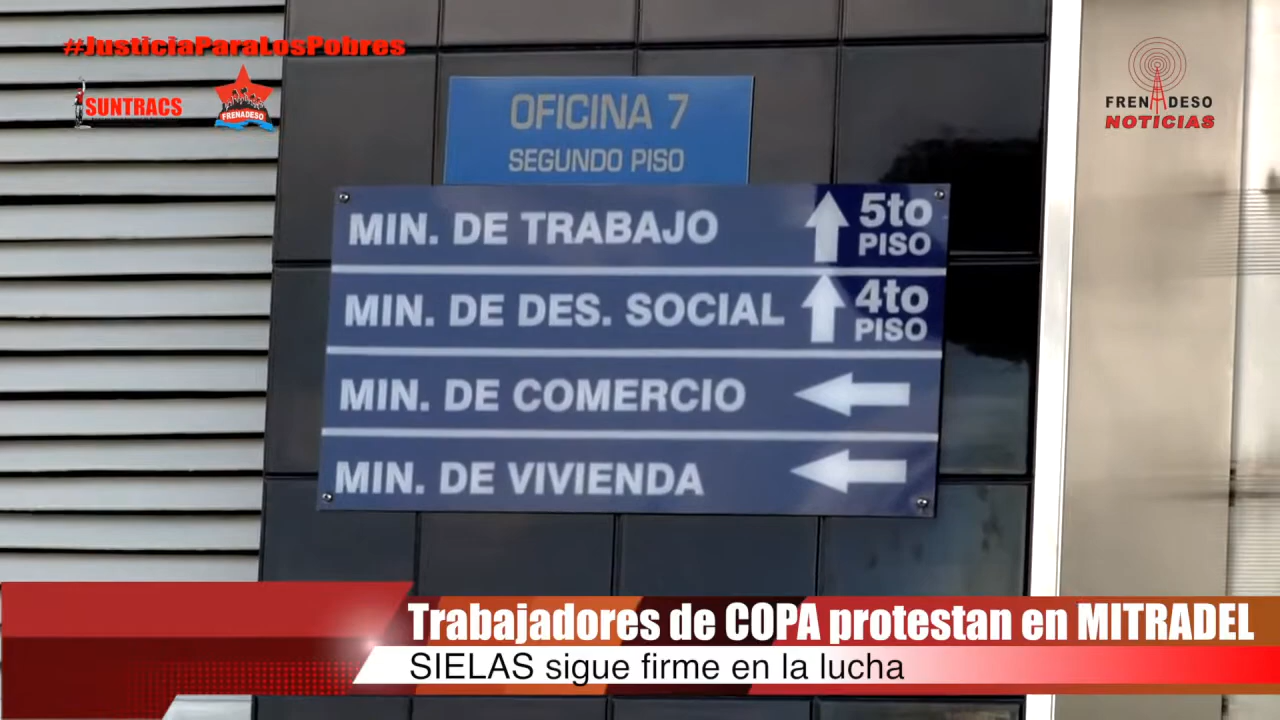 #JusticiaParaLosPobres
SUNTRACS
FRENADESO
FRENADESO
NOTICIAS
OFICINA 7
SEGUNDO PISO
MIN. DE TRABAJO 5to PISO
MIN. DE DES. SOCIAL 4to PISO
MIN. DE COMERCIO
MIN. DE VIVIENDA
Trabajadores de COPA protestan en MITRADEL
SIELAS sigue firme en la lucha